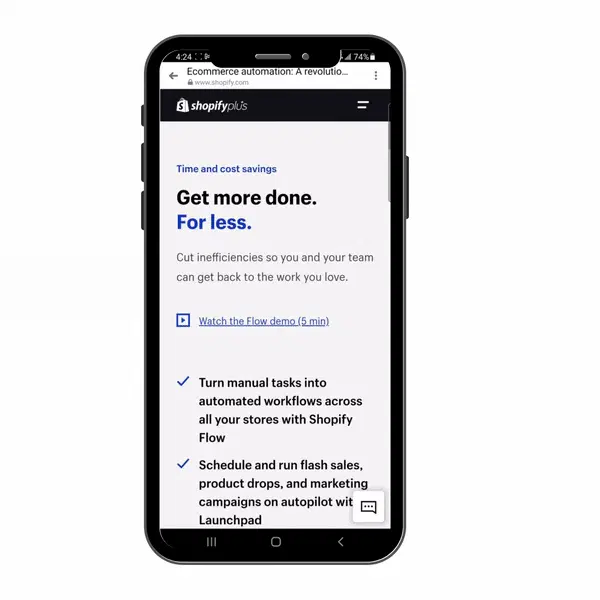 4:24
74%
Ecommerce automation: A revolutio...
www.shopify.com
shopifyplus
Time and cost savings
Get more done.
For less.
Cut inefficiencies so you and your team
can get back to the work you love.
Watch the Flow demo (5 min)
Turn manual tasks into
automated workflows across
all your stores with Shopify
Flow
Schedule and run flash sales,
product drops, and marketing
campaigns on autopilot wit
Launchpad